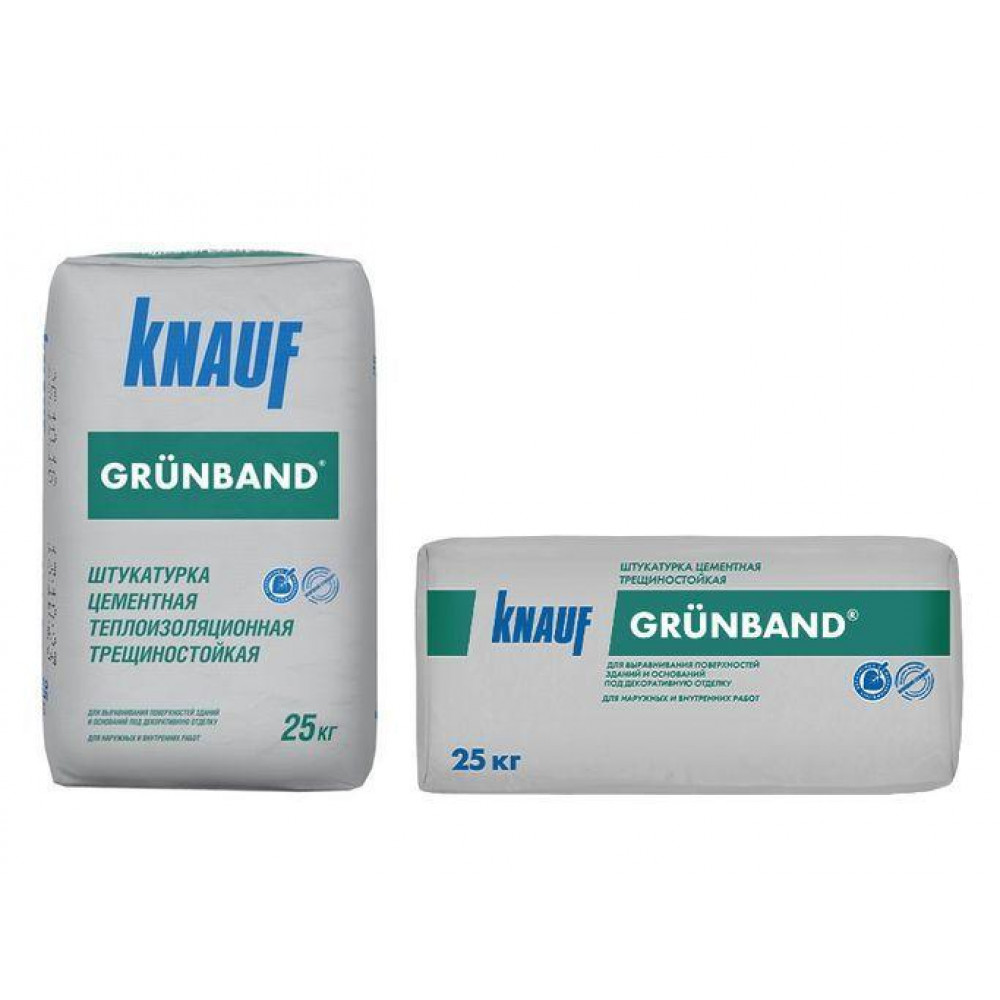 KNAUF
GRÜNBAND®
ШТУКАТУРКА
ЦЕМЕНТНАЯ
ТЕПЛОИЗОЛЯЦИОННАЯ
ТРЕЩИНОСТОЙКАЯ
ДЛЯ ВЫРАВНИВАНИЯ ПОВЕРХНОСТЕЙ ЗДАНИЙ
И ОСНОВАНИЙ ПОД ДЕКОРАТИВНУЮ ОТДЕЛКУ
ДЛЯ НАРУЖНЫХ И ВНУТРЕННИХ РАБОТ
25 КГ
ШТУКАТУРКА ЦЕМЕНТНАЯ
ТРЕЩИНОСТОЙКАЯ
KNAUF
GRÜNBAND®
ДЛЯ ВЫРАВНИВАНИЯ ПОВЕРХНОСТЕЙ
ЗДАНИЙ И ОСНОВАНИЙ
ПОД ДЕКОРАТИВНУЮ ОТДЕЛКУ
ДЛЯ НАРУЖНЫХ И ВНУТРЕННИХ РАБОТ
25 КГ